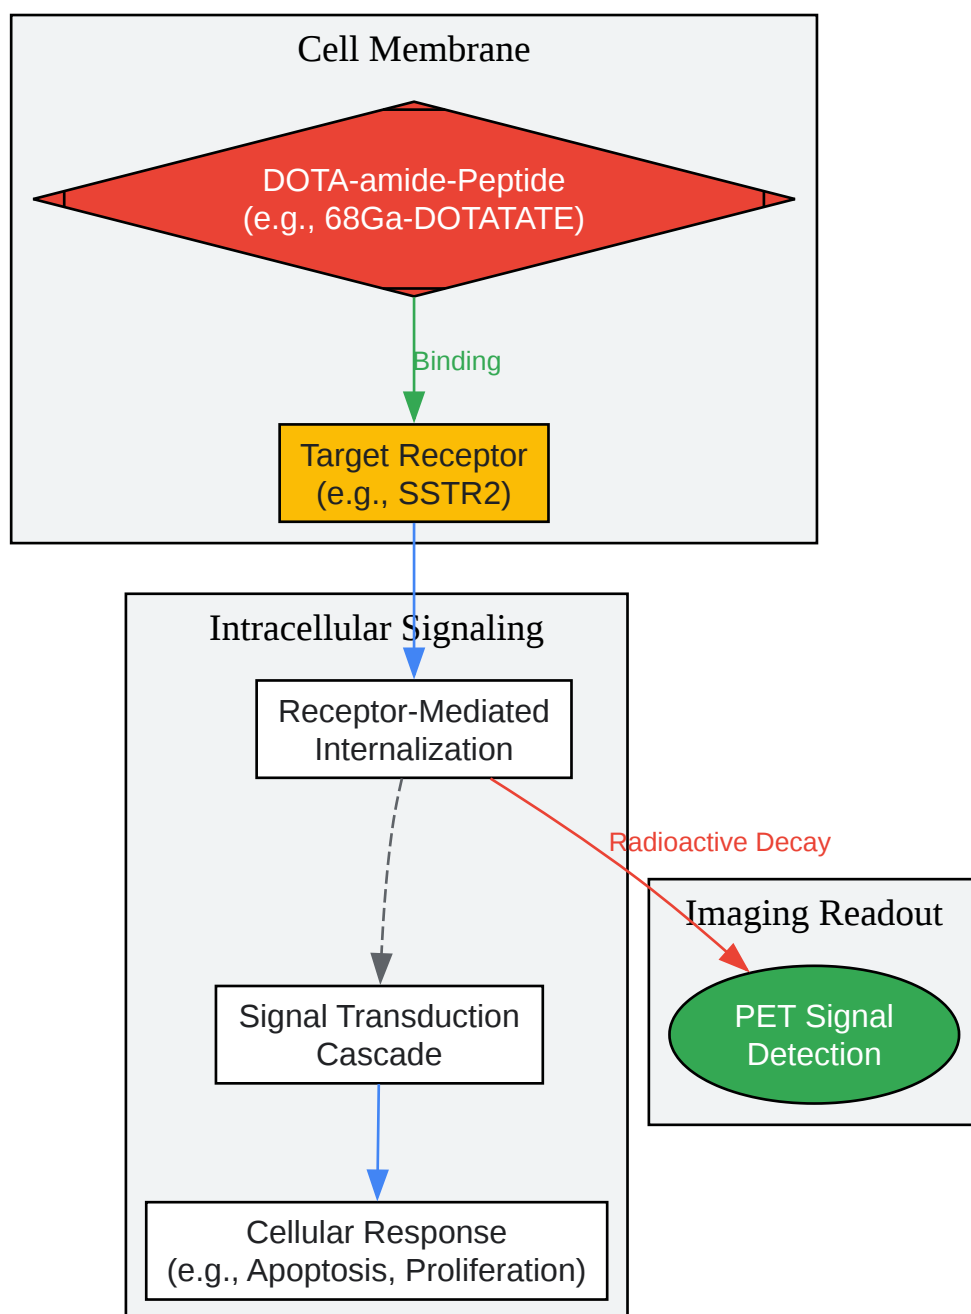 Cell Membrane
DOTA-amide-Peptide
(e.g., 68Ga-DOTATATE)
Binding
Target Receptor
(e.g., SSTR2)
Intracellular Signaling
Receptor-Mediated
Internalization
Radioactive Decay
Imaging Readout
Signal Transduction
Cascade
PET Signal
Detection
Cellular Response
(e.g., Apoptosis, Proliferation)